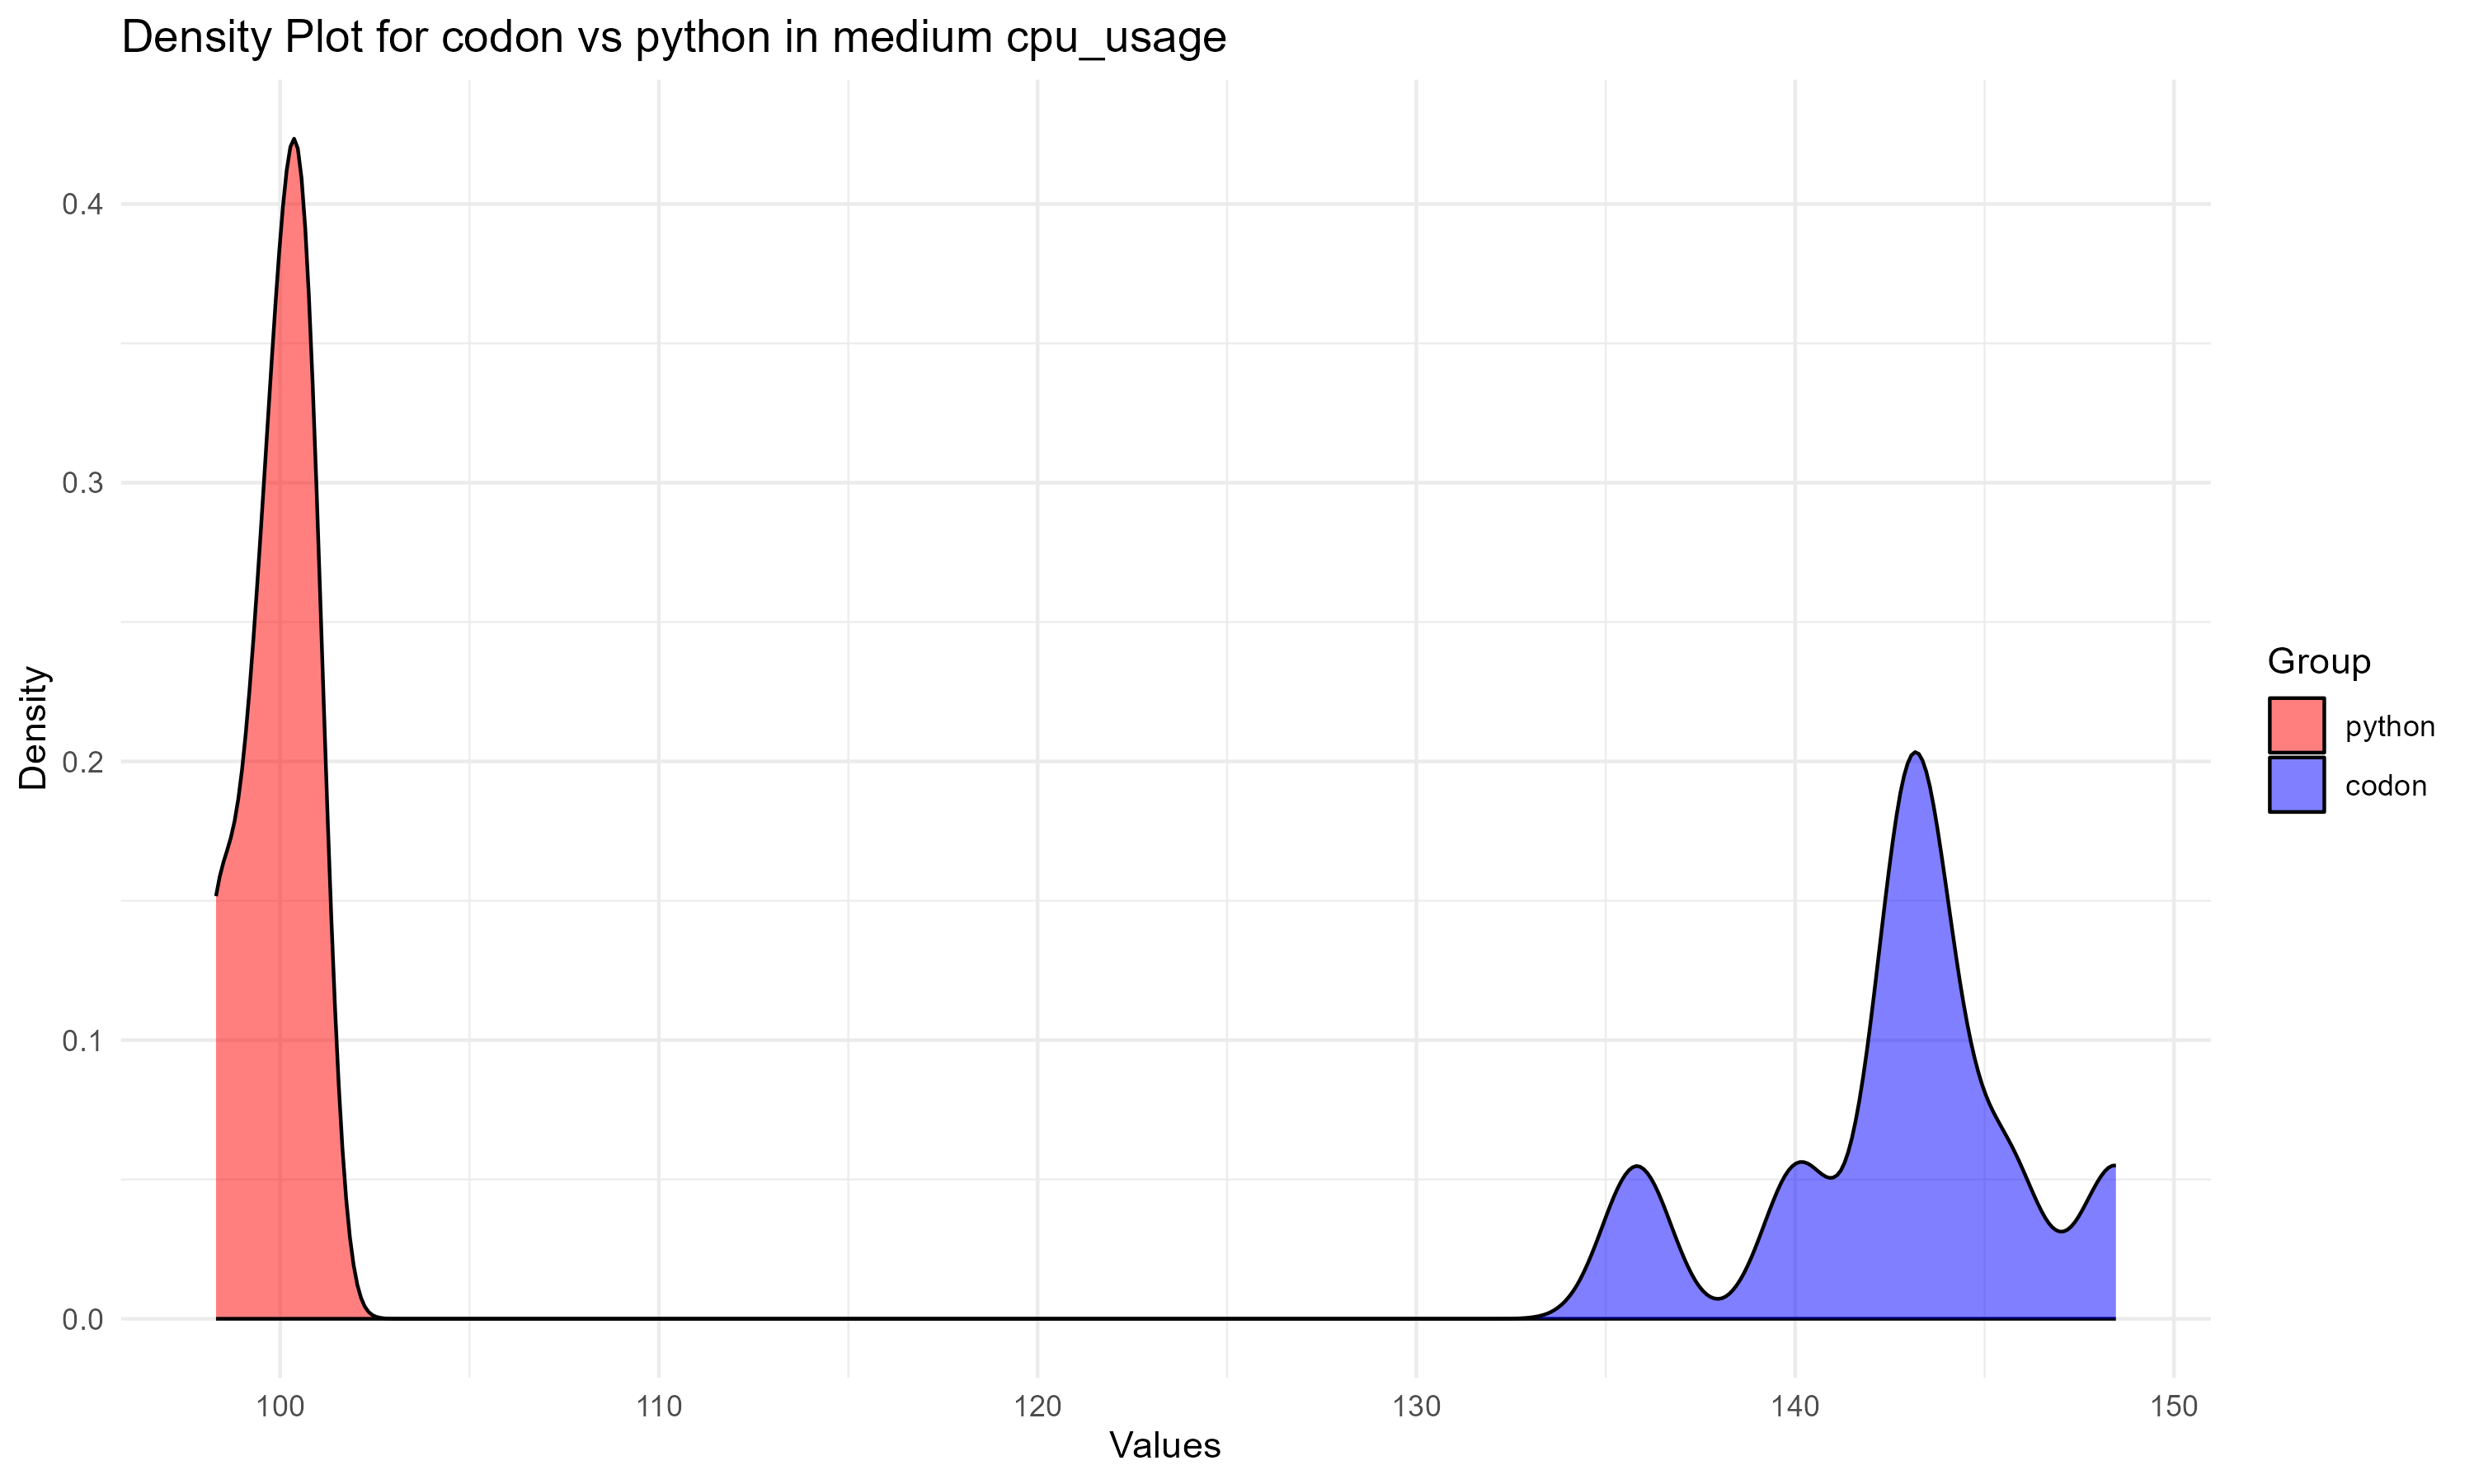 Density Plot for codon vs python in medium cpu_usage
Density
0.4
0.3
0.2
0.1
0.0
100 110 120 130 140 150
Values
Group
python
codon